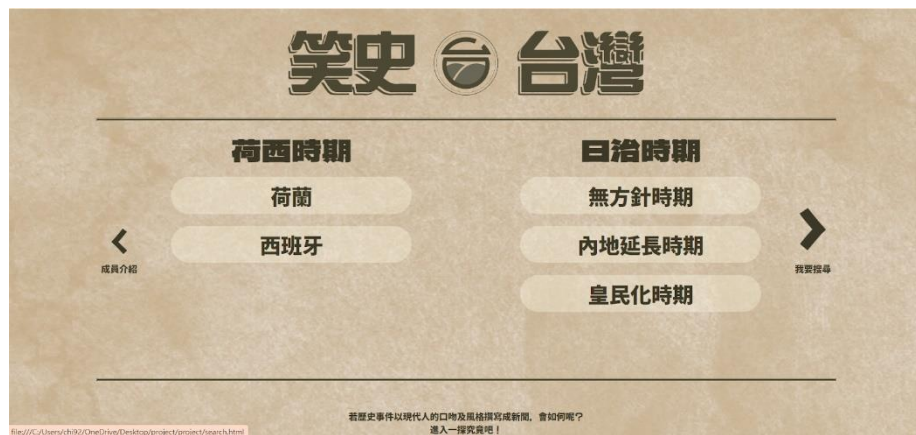 笑史台灣
荷西時期
荷蘭
西班牙
日治時期
無方針時期
內地延長時期
皇民化時期
成員介紹
我要搜尋
若歷史事件以現代人的口吻及風格撰寫成新聞，會如何呢？
進入一探究竟吧！
file:///C:/Users/chi92/OneDrive/Desktop/project/project/search.html